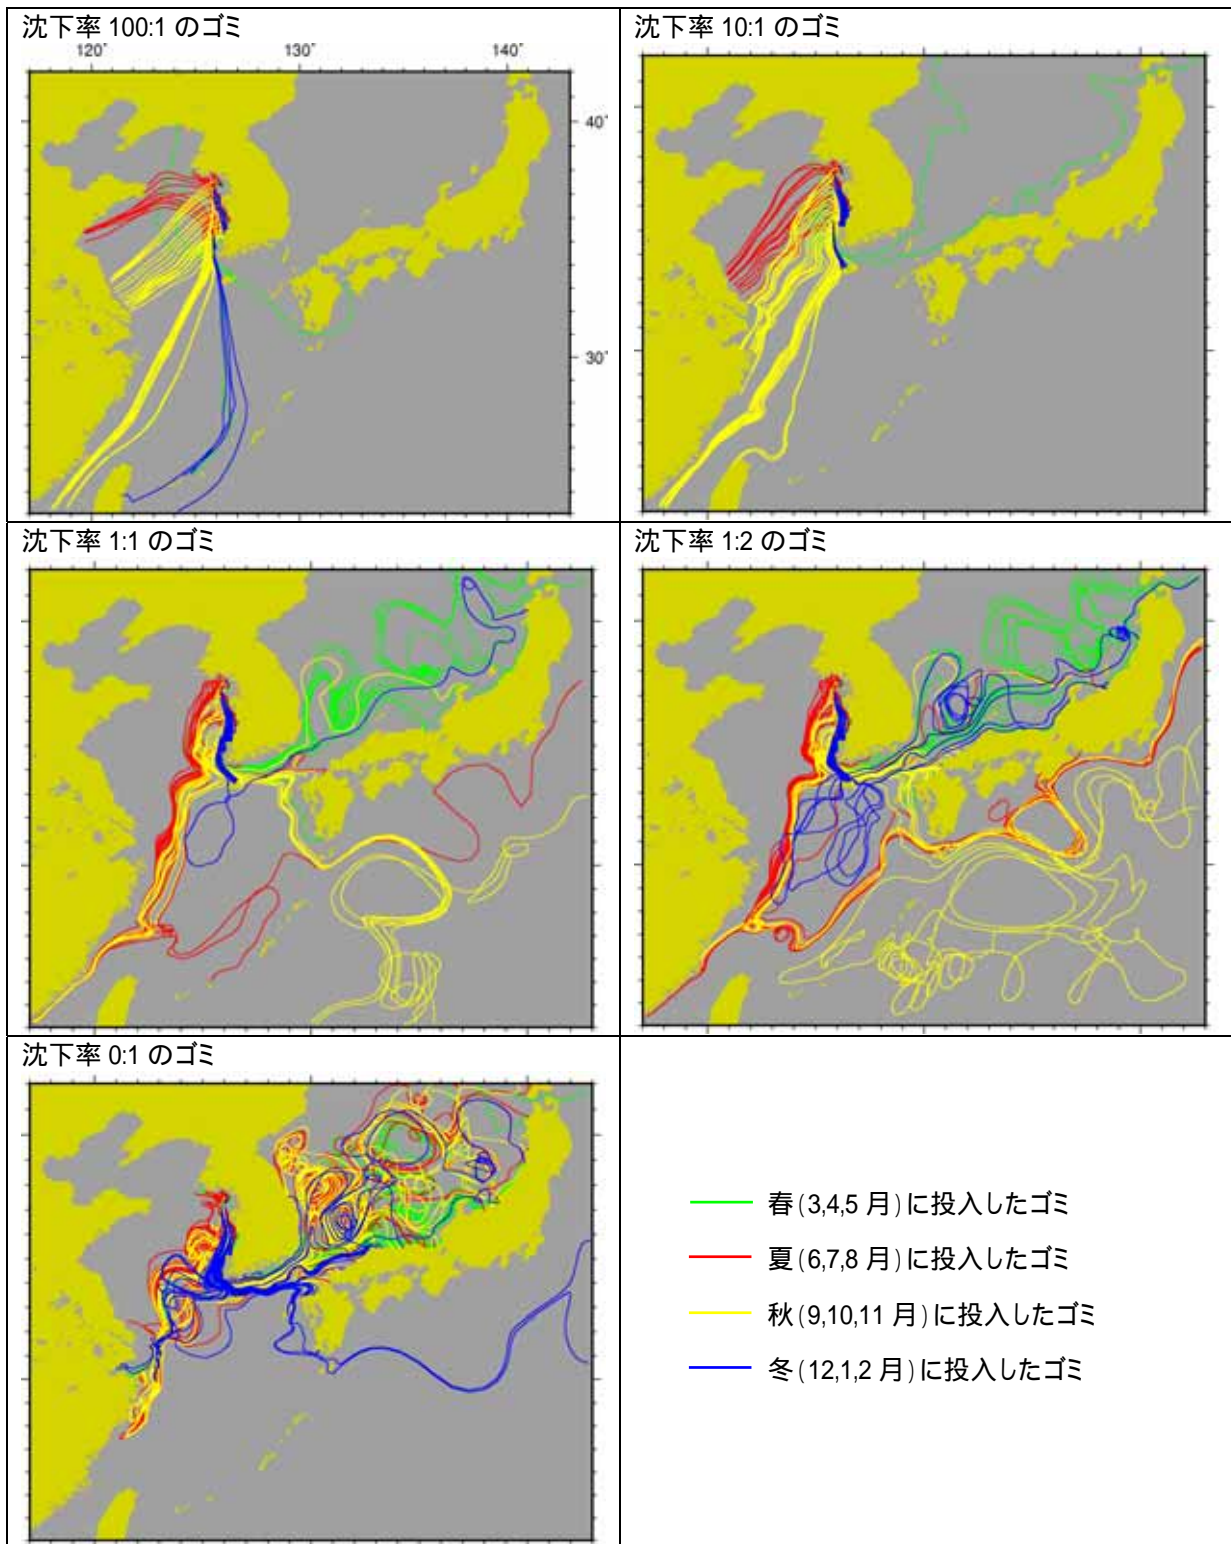 沈下率 100:1 のゴミ
120° 130° 140°
40°
30°
沈下率 10:1 のゴミ
沈下率 1:1 のゴミ
沈下率 1:2 のゴミ
沈下率 0:1 のゴミ
春(3,4,5 月)に投入したゴミ
夏(6,7,8 月)に投入したゴミ
秋(9,10,11 月)に投入したゴミ
冬(12,1,2 月)に投入したゴミ